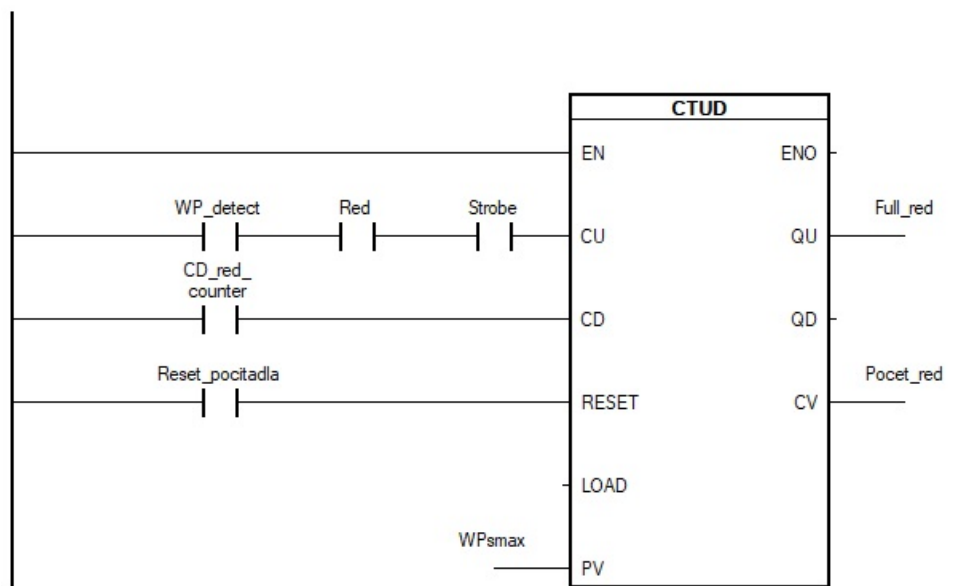 CTUD
EN ENO
WP_detect Red Strobe Full_red
CU QU
CD_red_
counter
CD QD
Reset_pocitadla Pocet_red
RESET CV
LOAD
WPsmax
PV